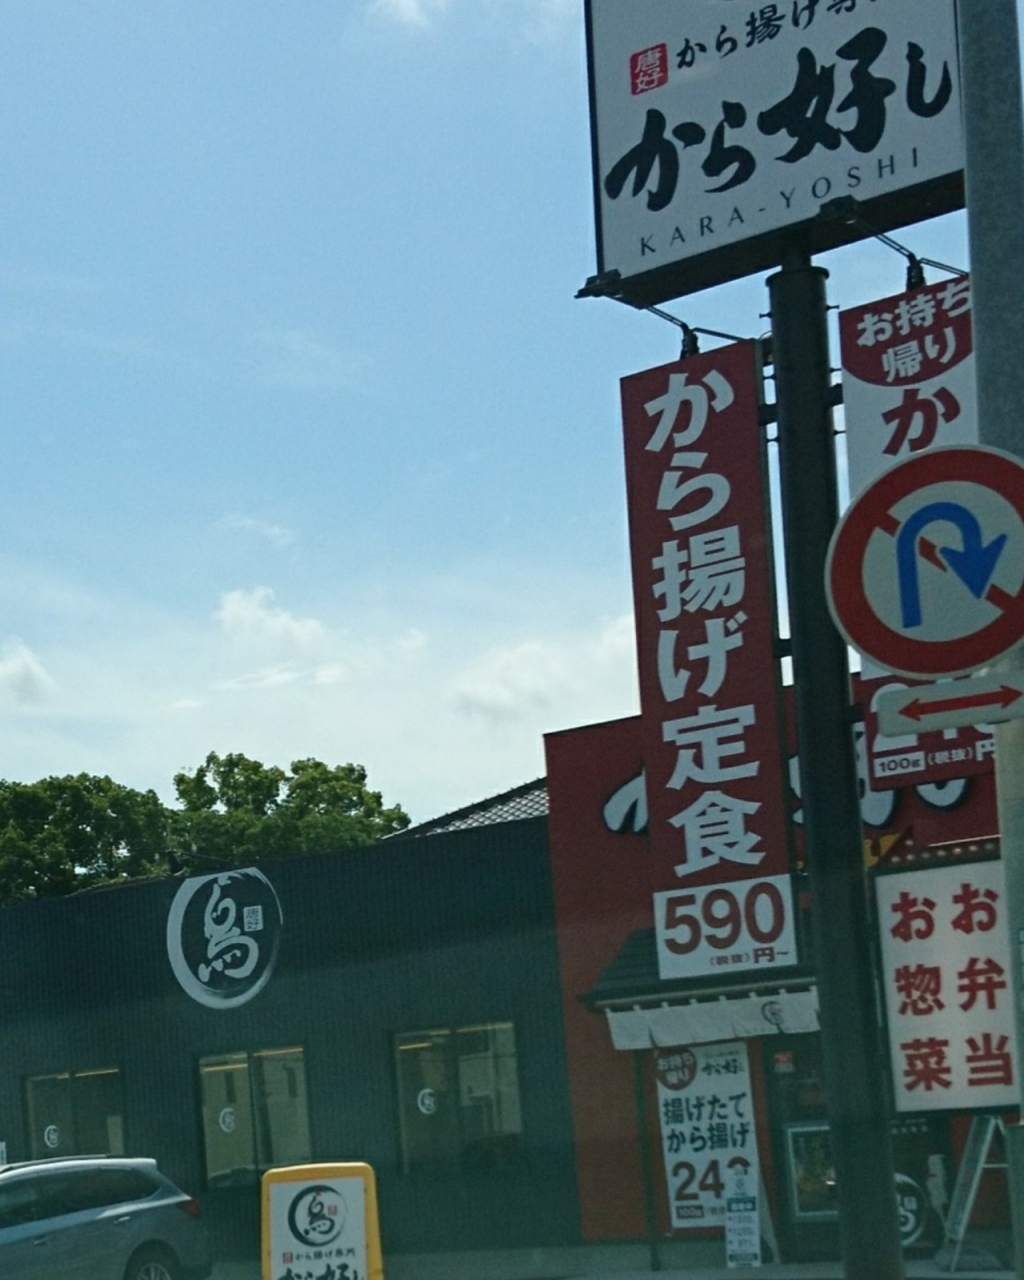 から揚げ専
唐好
から好し
KARA-YOSHI
から揚げ定食
590
(税抜)円~
お持ち
帰り
か
100g(税抜)円
鳥
唐好
お弁当
お惣菜
お持ち
帰り
から好し
揚げたて
から揚げ
24
100g
鳥
から揚げ専門
から好し